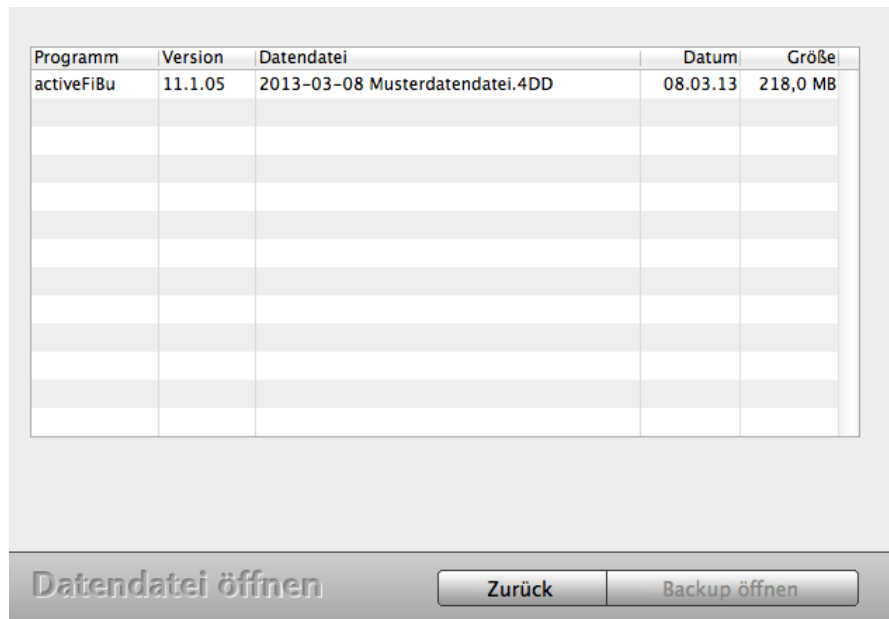 Programm Version Datendatei Datum Größe
activeFiBu 11.1.05 2013-03-08 Musterdatendatei.4DD 08.03.13 218,0 MB
Datendatei öffnen Zurück Backup öffnen